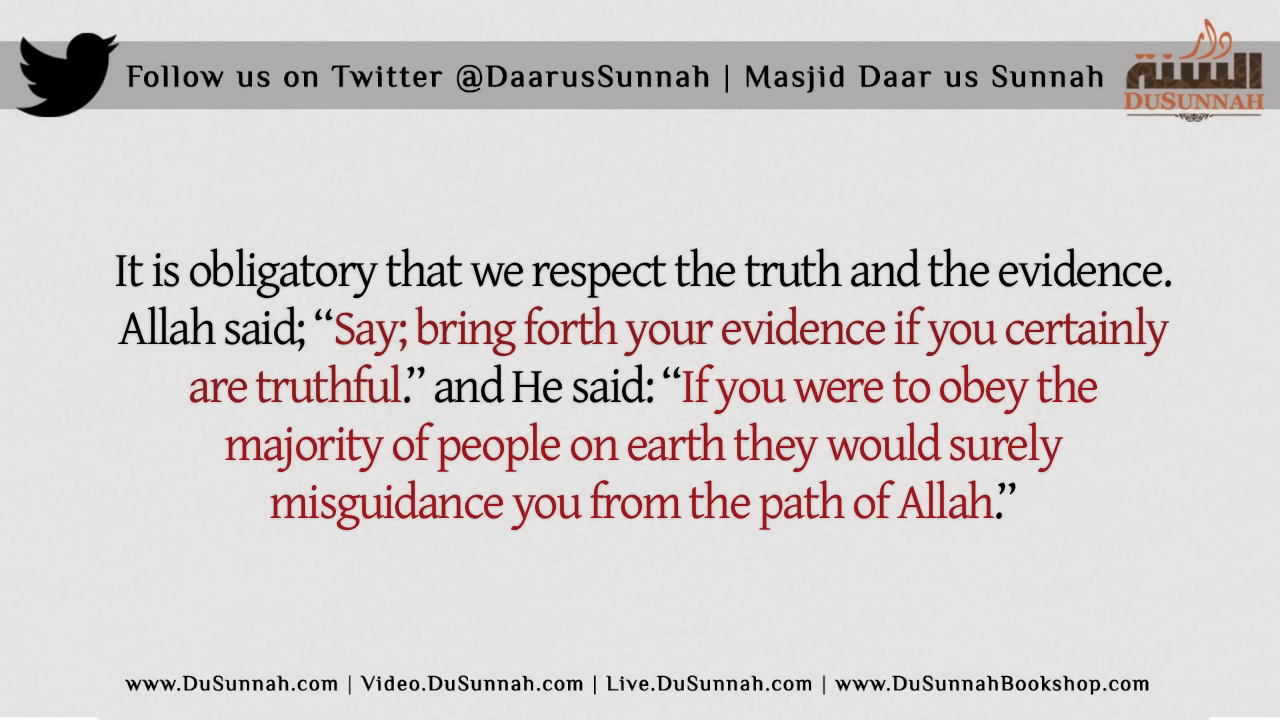 Follow us on Twitter @DaarusSunnah | Masjid Daar us Sunnah
دار
السنة
DUSUNNAH
It is obligatory that we respect the truth and the evidence.
Allah said; “Say; bring forth your evidence if you certainly
are truthful.” and He said: “If you were to obey the
majority of people on earth they would surely
misguidance you from the path of Allah.”
www.DuSunnah.com | Video.DuSunnah.com | Live.DuSunnah.com | www.DuSunnahBookshop.com